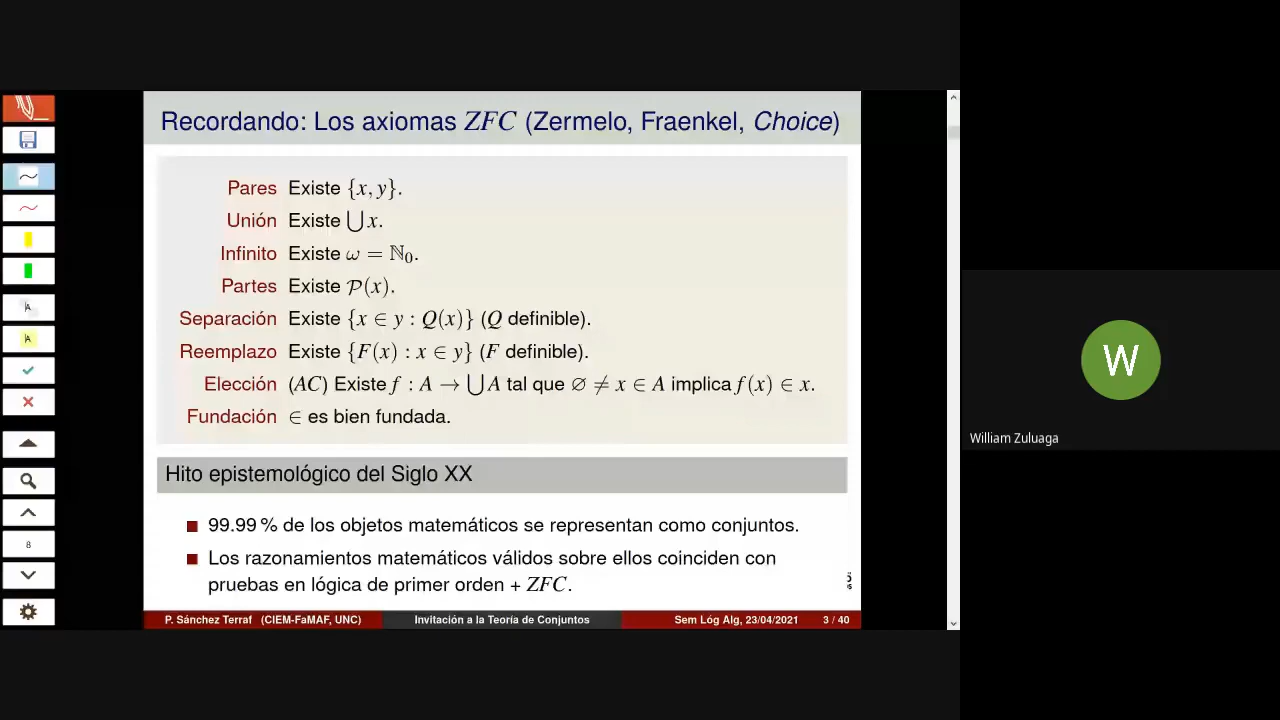 Recordando: Los axiomas ZFC (Zermelo, Fraenkel, Choice)
Pares Existe {x, y}.
Unión Existe ⋃ x.
Infinito Existe ω = ℕ₀.
Partes Existe 𝒫(x).
Separación Existe {x ∈ y : Q(x)} (Q definible).
Reemplazo Existe {F(x) : x ∈ y} (F definible).
Elección (AC) Existe f : A → ⋃ A tal que ∅ ≠ x ∈ A implica f(x) ∈ x.
Fundación ∈ es bien fundada.
Hito epistemológico del Siglo XX
99.99 % de los objetos matemáticos se representan como conjuntos.
Los razonamientos matemáticos válidos sobre ellos coinciden con
pruebas en lógica de primer orden + ZFC.
P. Sánchez Terraf (CIEM-FaMAF, UNC) Invitación a la Teoría de Conjuntos Sem Lóg Alg, 23/04/2021 3 / 40
A
A
8
W
William Zuluaga